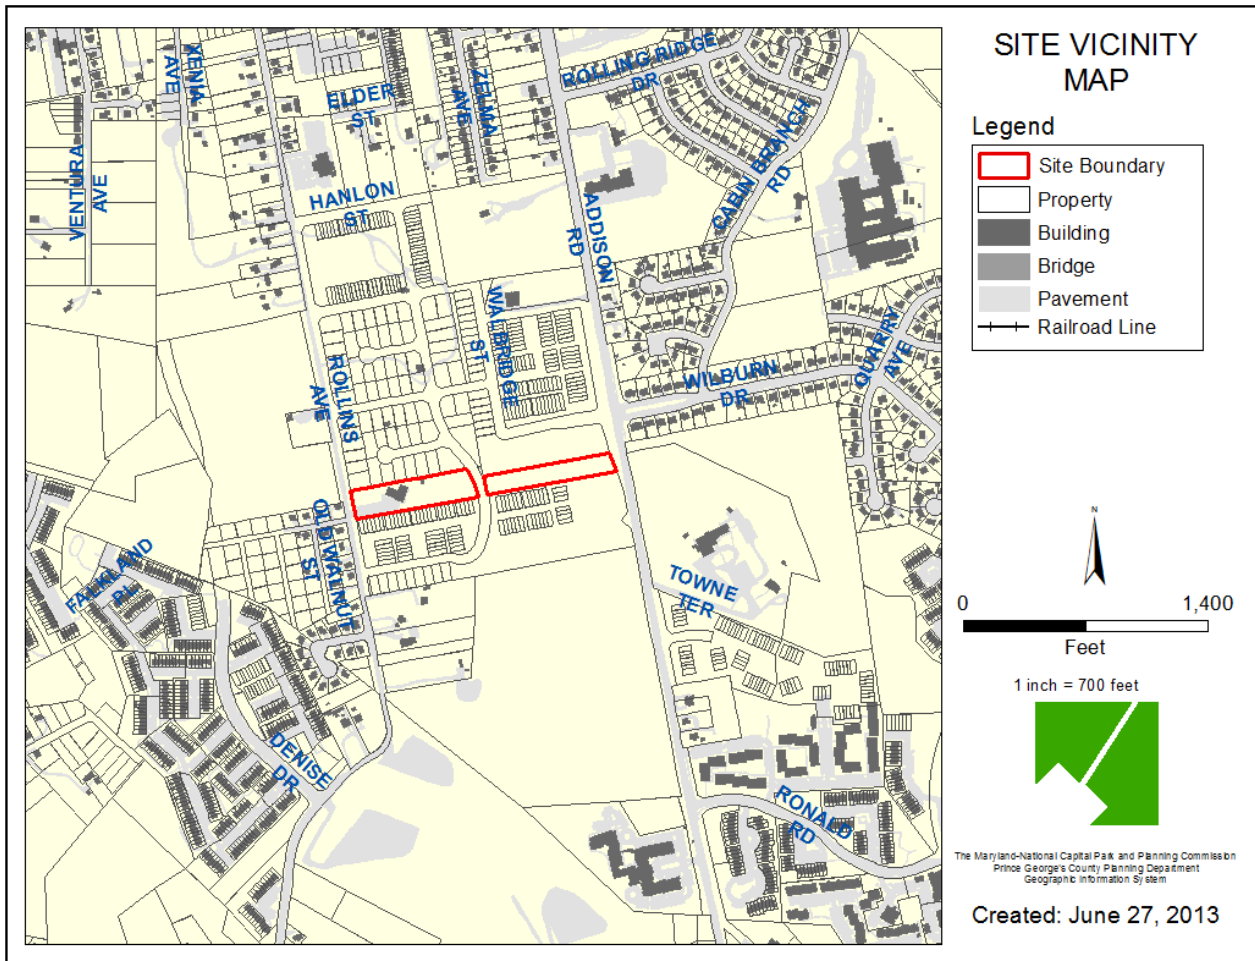 SITE VICINITY
MAP
Legend
Site Boundary
Property
Building
Bridge
Pavement
Railroad Line
N
0 1,400
Feet
1 inch = 700 feet
The Maryland-National Capital Park and Planning Commission
Prince George's County Planning Department
Geographic Information System
Created: June 27, 2013
XENIA
AVE
ELDER
ST
ZELMA
AVE
ROLLING RIDGE
DR
CABIN BRANCH
RD
VENTURA
AVE
HANLON
ST
ADDISON
RD
WALBRIDGE
ST
ROLLINS
AVE
WILBURN
DR
QUARRY
AVE
OLD WALNUT
ST
FALKLAND
PL
TOWNE
TER
DENISE
DR
RONALD
RD